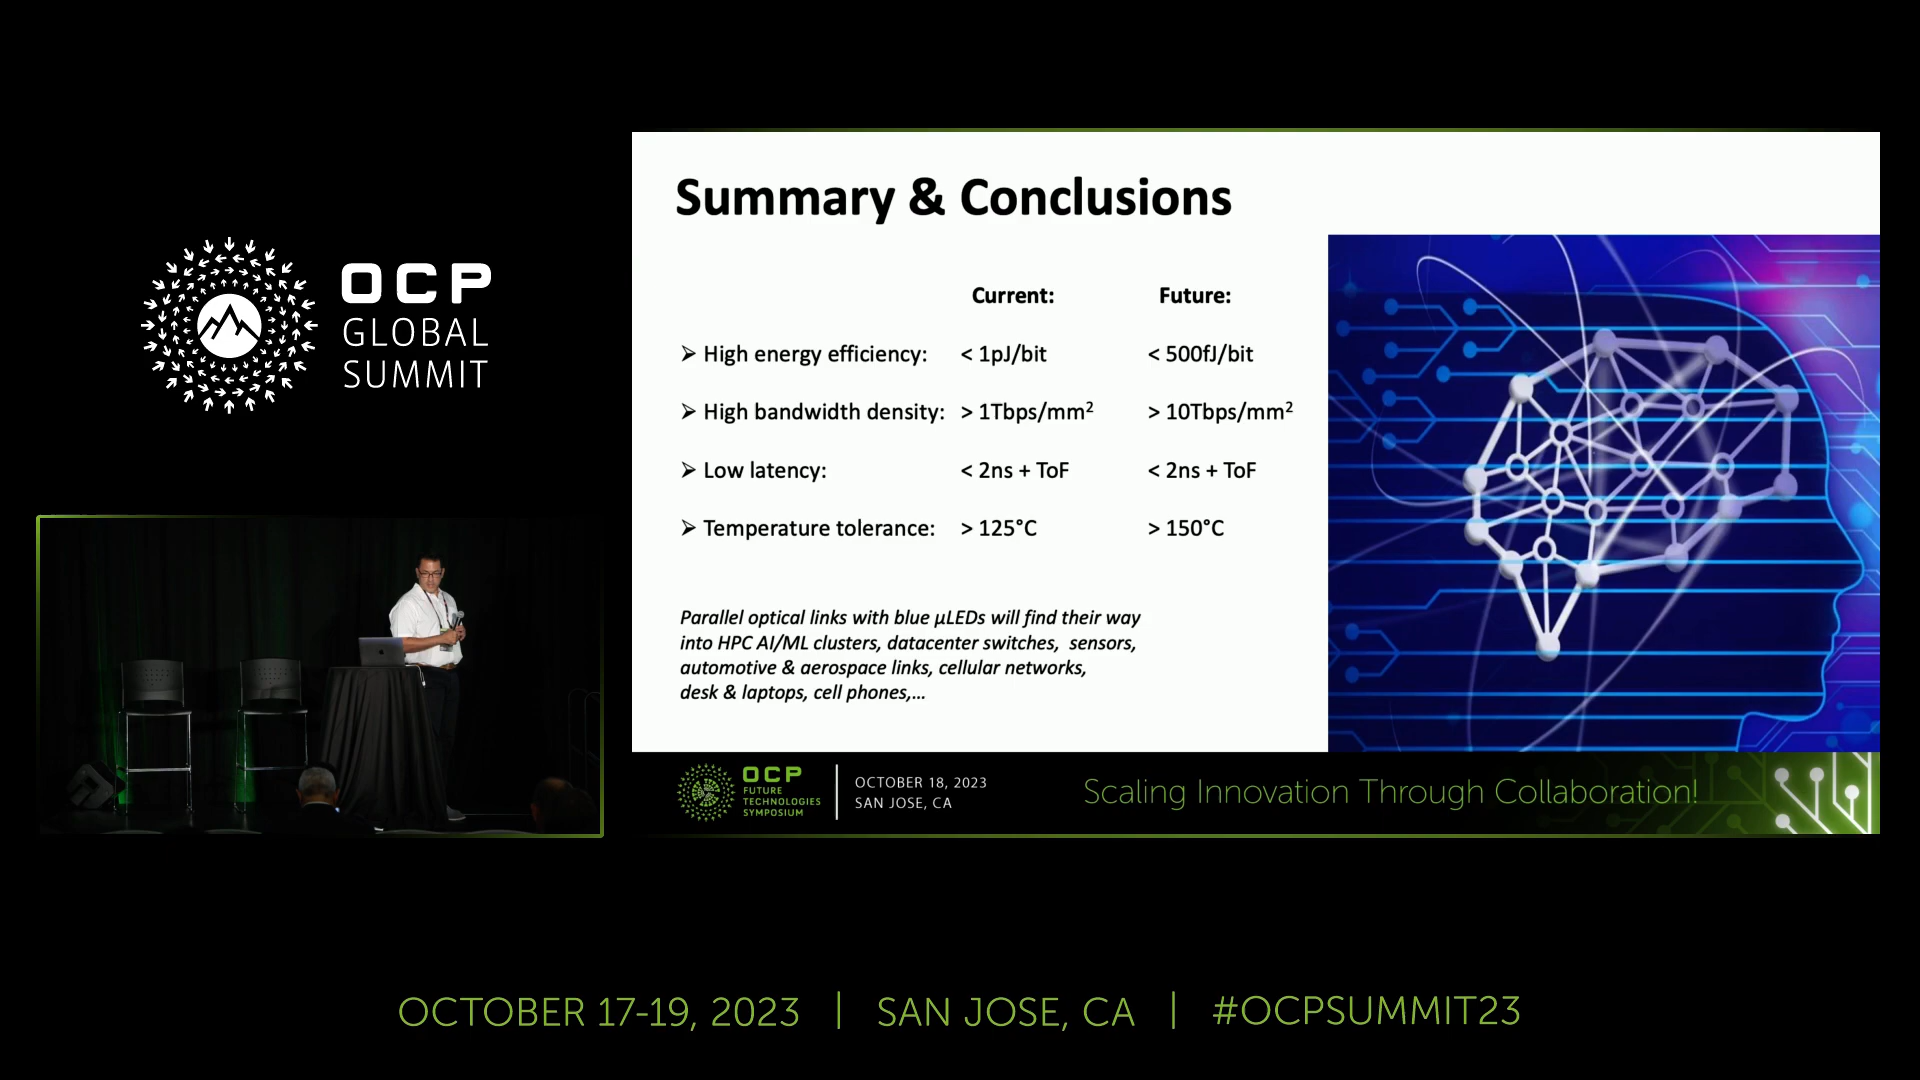 OCP
GLOBAL
SUMMIT
Summary & Conclusions
Current: Future:
➢ High energy efficiency: < 1pJ/bit < 500fJ/bit
➢ High bandwidth density: > 1Tbps/mm² > 10Tbps/mm²
➢ Low latency: < 2ns + ToF < 2ns + ToF
➢ Temperature tolerance: > 125°C > 150°C
Parallel optical links with blue µLEDs will find their way
into HPC AI/ML clusters, datacenter switches, sensors,
automotive & aerospace links, cellular networks,
desk & laptops, cell phones,...
OCP
FUTURE
TECHNOLOGIES
SYMPOSIUM
OCTOBER 18, 2023
SAN JOSE, CA
Scaling Innovation Through Collaboration!
OCTOBER 17-19, 2023 | SAN JOSE, CA | #OCPSUMMIT23